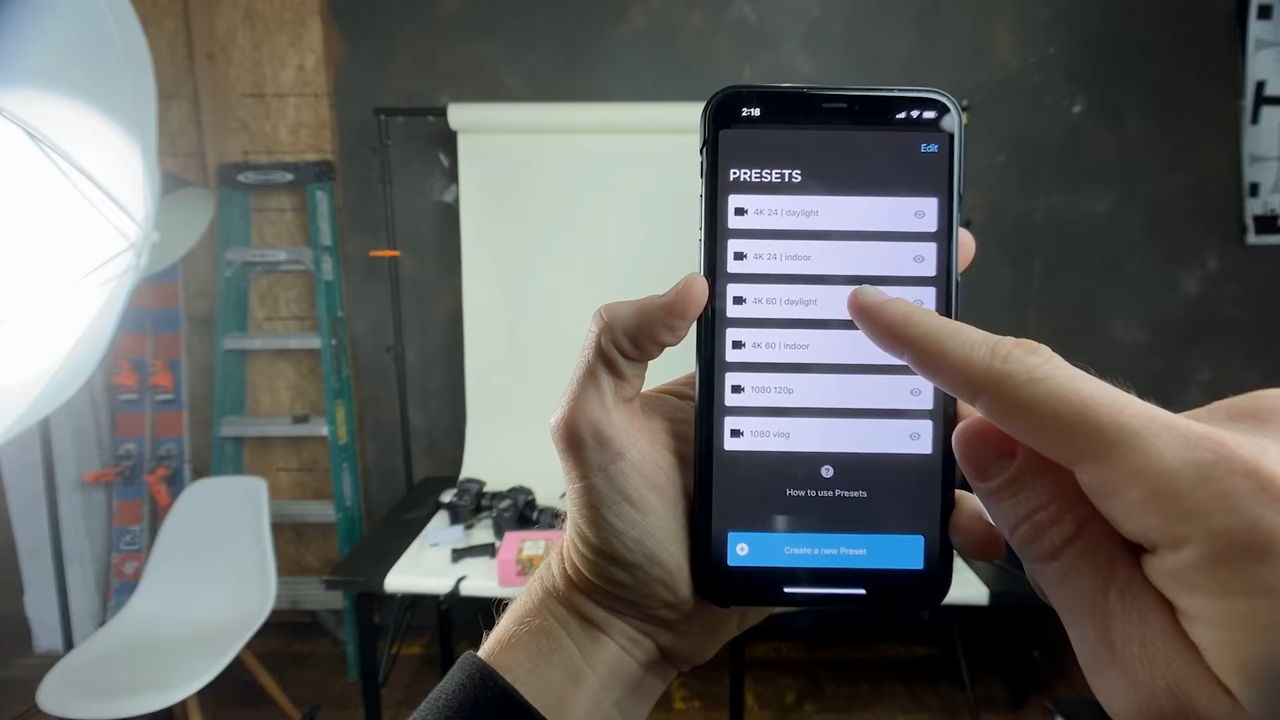 2:18
Edit
PRESETS
4K 24 | daylight
4K 24 | indoor
4K 60 | daylight
4K 60 | indoor
1080 120p
1080 vlog
?
How to use Presets
Create a new Preset